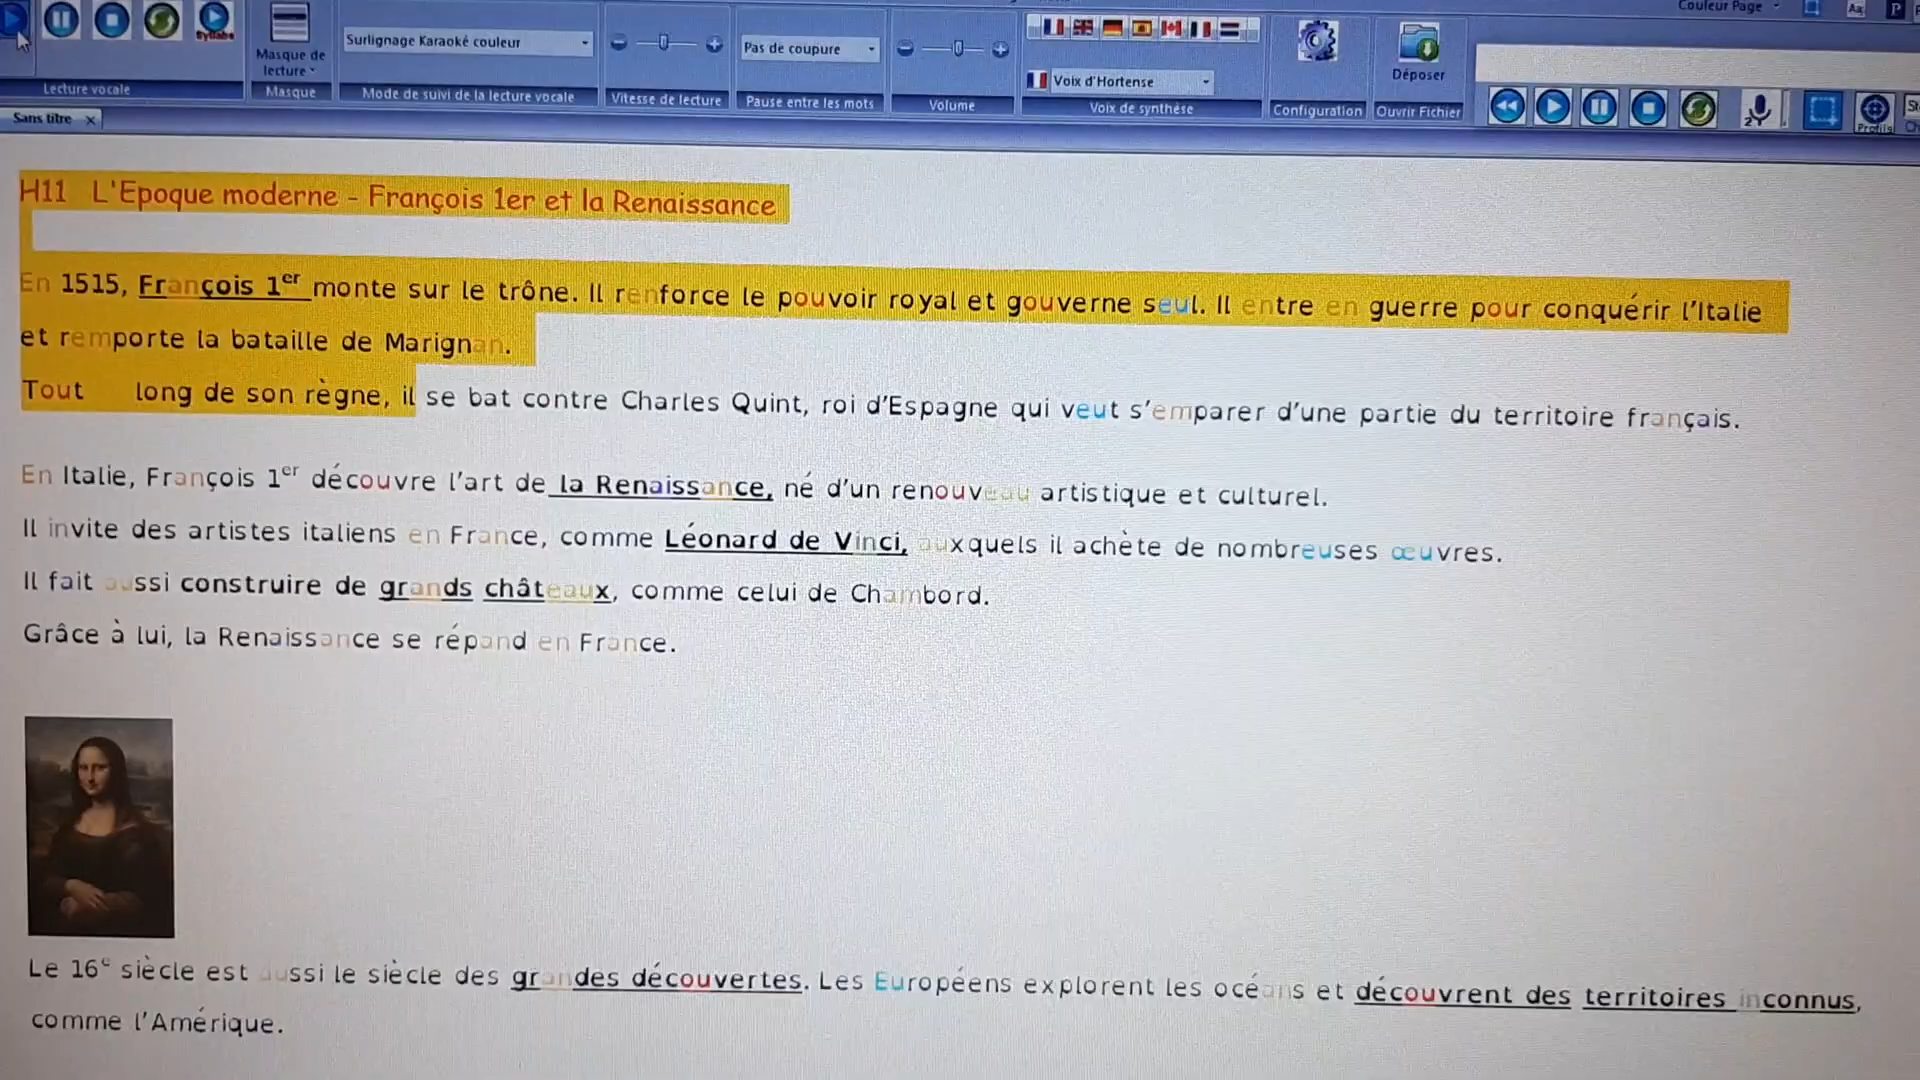 Couleur Page
Syllabe
Masque de
lecture
Surlignage Karaoké couleur
Pas de coupure
Voix d'Hortense
Déposer
Lecture vocale
Masque
Mode de suivi de la lecture vocale
Vitesse de lecture
Pause entre les mots
Volume
Voix de synthèse
Configuration
Ouvrir Fichier
Profils
Sans titre x
H11 L'Epoque moderne - François 1er et la Renaissance
En 1515, François 1er monte sur le trône. Il renforce le pouvoir royal et gouverne seul. Il entre en guerre pour conquérir l'Italie
et remporte la bataille de Marignan.
Tout long de son règne, il se bat contre Charles Quint, roi d'Espagne qui veut s'emparer d'une partie du territoire français.
En Italie, François 1er découvre l'art de la Renaissance, né d'un renouveau artistique et culturel.
Il invite des artistes italiens en France, comme Léonard de Vinci, auxquels il achète de nombreuses œuvres.
Il fait aussi construire de grands châteaux, comme celui de Chambord.
Grâce à lui, la Renaissance se répand en France.
Le 16e siècle est aussi le siècle des grandes découvertes. Les Européens explorent les océans et découvrent des territoires inconnus,
comme l'Amérique.